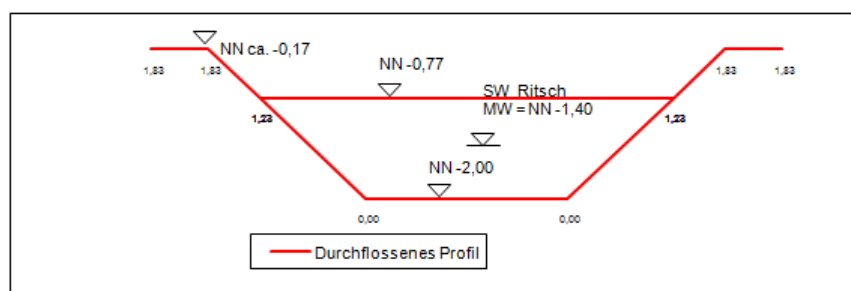 NN ca. -0,17
1,83
1,83
1,83
1,83
NN -0,77
SW Ritsch
MW = NN -1,40
1,23
1,23
NN -2,00
0,00
0,00
Durchflossenes Profil